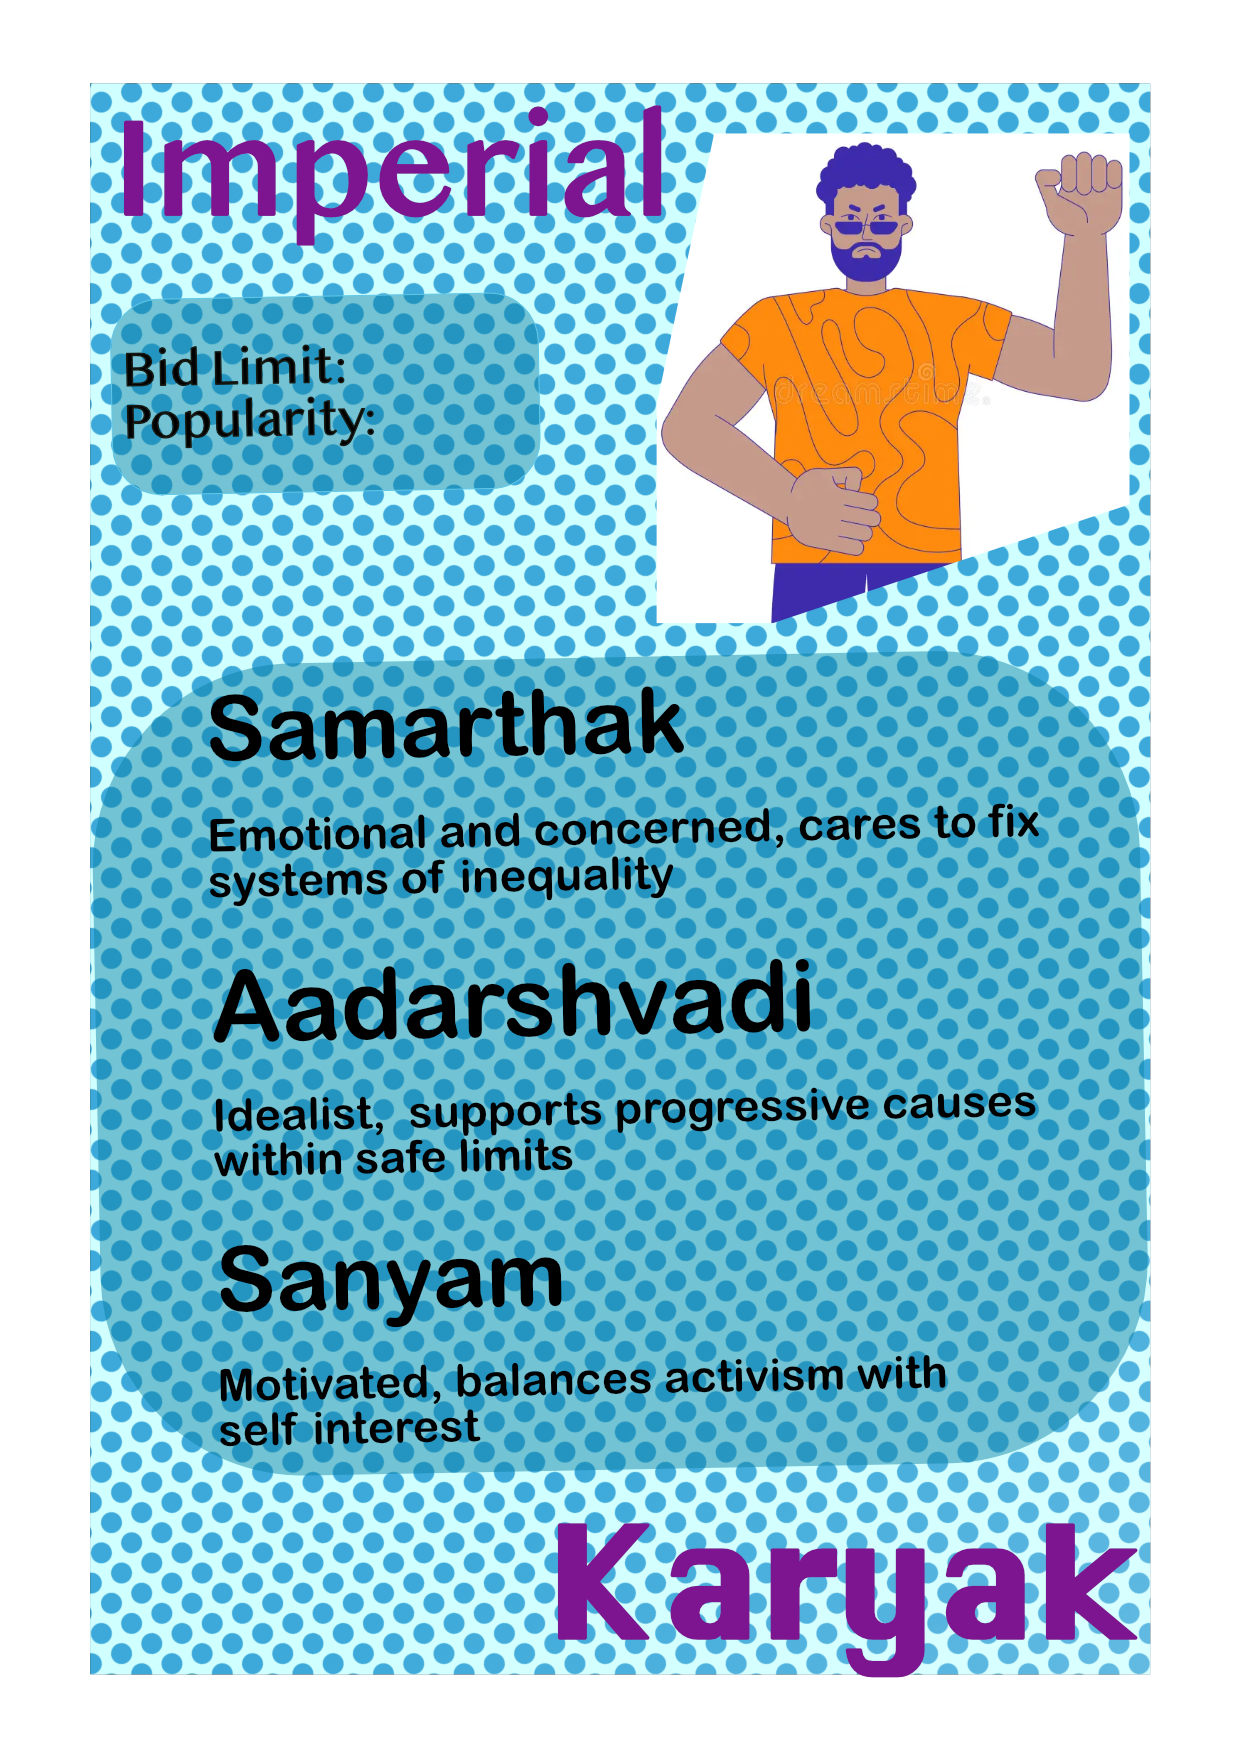 Imperial
Bid Limit:
Popularity:
dreamstime.
Samarthak
Emotional and concerned, cares to fix
systems of inequality
Aadarshvadi
Idealist,  supports progressive causes
within safe limits
Sanyam
Motivated, balances activism with
self interest
Karyak